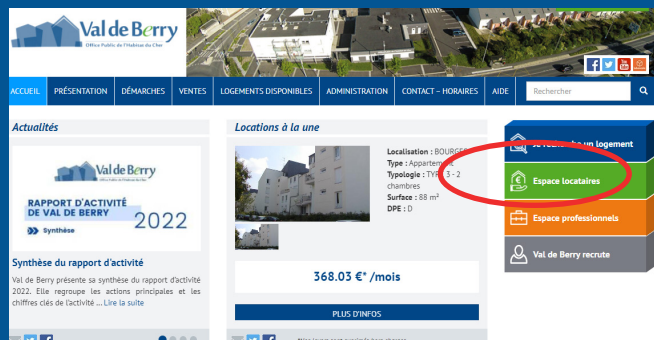 Val de Berry
Office Public de l'Habitat du Cher
ACCUEIL PRÉSENTATION DÉMARCHES VENTES LOGEMENTS DISPONIBLES ADMINISTRATION CONTACT – HORAIRES AIDE Rechercher
Actualités
Val de Berry
RAPPORT D'ACTIVITÉ
DE VAL DE BERRY 2022
Synthèse
Synthèse du rapport d'activité
Val de Berry présente sa synthèse du rapport d'activité
2022. Elle regroupe les actions principales et les
chiffres clés de l'activité ... Lire la suite
Locations à la une
Localisation :
Type : Appartement
Typologie : 3 - 2
chambres
Surface : 88 m²
DPE : D
368.03 €* /mois
PLUS D'INFOS
un logement
Espace locataires
Espace professionnels
Val de Berry recrute